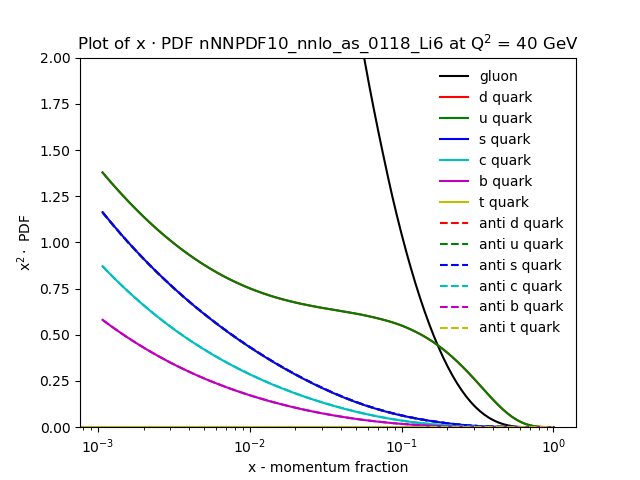 Plot of x · PDF nNNPDF10_nnlo_as_0118_Li6 at Q² = 40 GeV
x² · PDF
2.00
1.75
1.50
1.25
1.00
0.75
0.50
0.25
0.00
gluon
d quark
u quark
s quark
c quark
b quark
t quark
anti d quark
anti u quark
anti s quark
anti c quark
anti b quark
anti t quark
10⁻³ 10⁻² 10⁻¹ 10⁰
x - momentum fraction